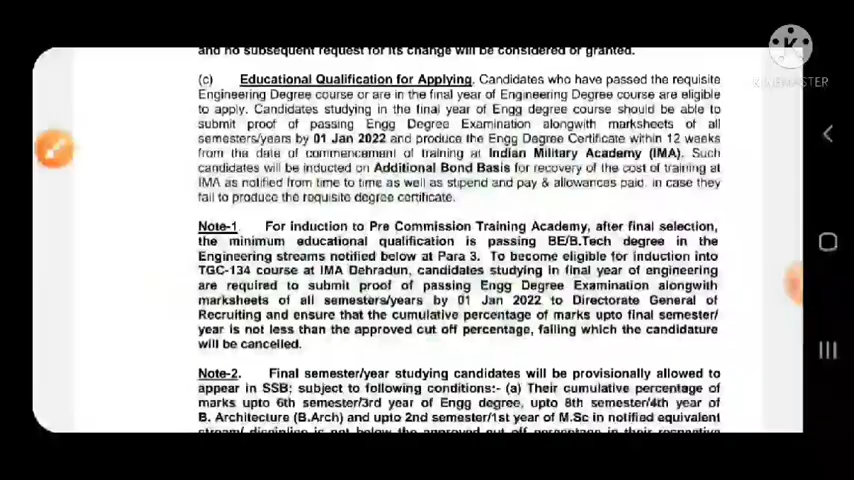 and no subsequent request for its change will be considered or granted.
KINEMASTER
(c) Educational Qualification for Applying. Candidates who have passed the requisite
Engineering Degree course or are in the final year of Engineering Degree course are eligible
to apply. Candidates studying in the final year of Engg degree course should be able to
submit proof of passing Engg Degree Examination alongwith marksheets of all
semesters/years by 01 Jan 2022 and produce the Engg Degree Certificate within 12 weeks
from the date of commencement of training at Indian Military Academy (IMA). Such
candidates will be inducted on Additional Bond Basis for recovery of the cost of training at
IMA as notified from time to time as well as stipend and pay & allowances paid, in case they
fail to produce the requisite degree certificate.
Note-1 For induction to Pre Commission Training Academy, after final selection,
the minimum educational qualification is passing BE/B.Tech degree in the
Engineering streams notified below at Para 3. To become eligible for induction into
TGC-134 course at IMA Dehradun, candidates studying in final year of engineering
are required to submit proof of passing Engg Degree Examination alongwith
marksheets of all semesters/years by 01 Jan 2022 to Directorate General of
Recruiting and ensure that the cumulative percentage of marks upto final semester/
year is not less than the approved cut off percentage, failing which the candidature
will be cancelled.
Note-2. Final semester/year studying candidates will be provisionally allowed to
appear in SSB; subject to following conditions:- (a) Their cumulative percentage of
marks upto 6th semester/3rd year of Engg degree, upto 8th semester/4th year of
B. Architecture (B.Arch) and upto 2nd semester/1st year of M.Sc in notified equivalent
stream/ discipline is not below the approved cut off percentage in their respective